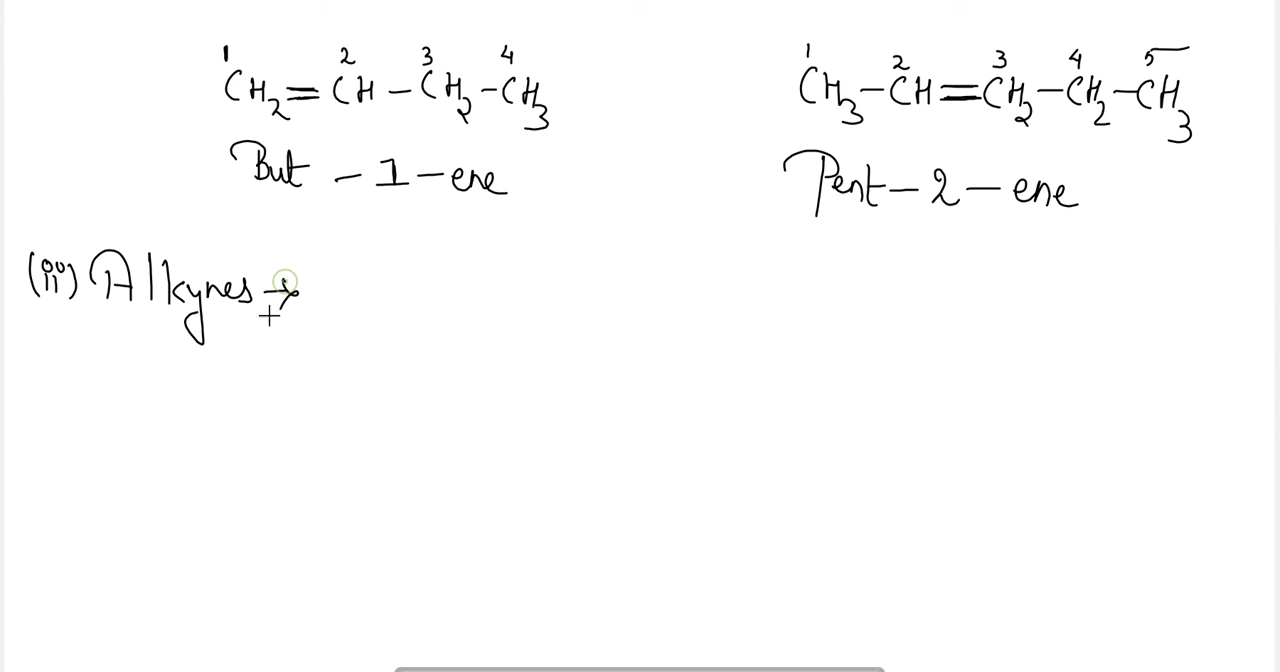 1 2 3 4
CH₂=CH-CH₂-CH₃
But-1-ene
1 2 3 4 5
CH₃-CH=CH₂-CH₂-CH₃
Pent-2-ene
(ii) Alkynes →